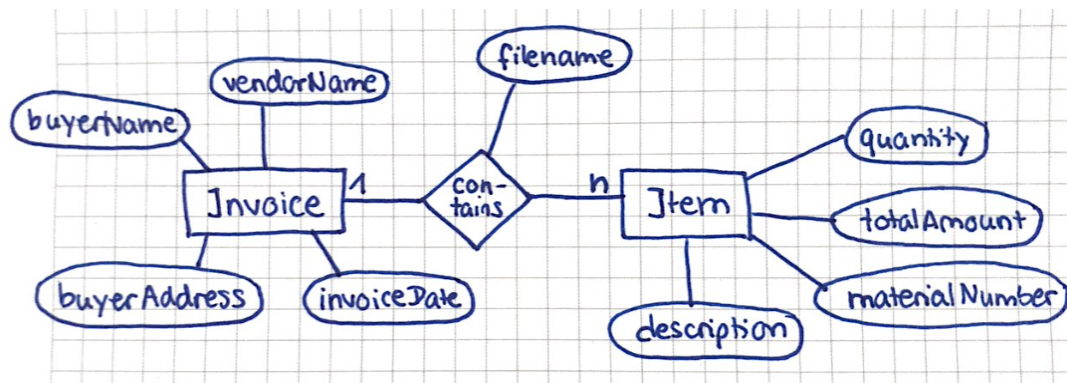 filename
vendorName
buyerName
quantity
Invoice
1
con-
tains
n
Item
totalAmount
buyerAddress
invoiceDate
materialNumber
description